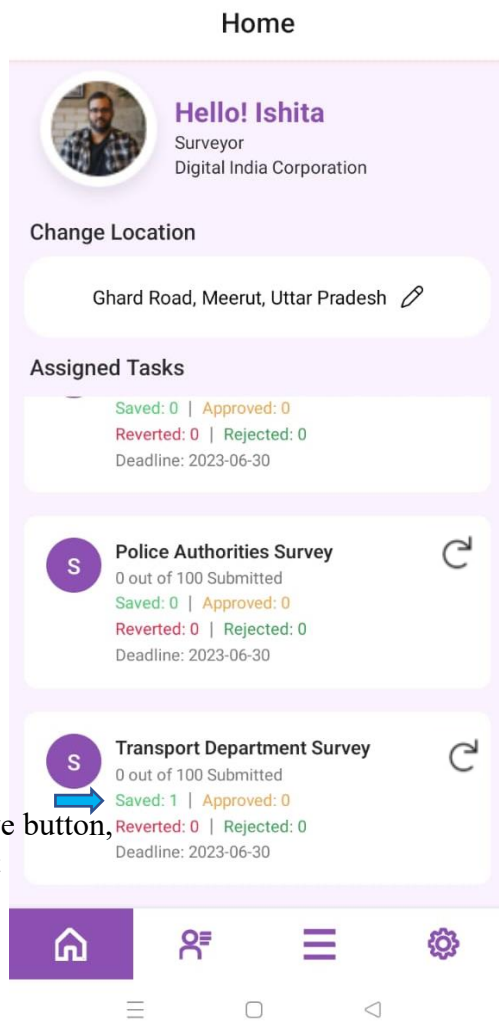 Home
Hello! Ishita
Surveyor
Digital India Corporation
Change Location
Ghard Road, Meerut, Uttar Pradesh
Assigned Tasks
Saved: 0 | Approved: 0
Reverted: 0 | Rejected: 0
Deadline: 2023-06-30
S
Police Authorities Survey
0 out of 100 Submitted
Saved: 0 | Approved: 0
Reverted: 0 | Rejected: 0
Deadline: 2023-06-30
S
Transport Department Survey
0 out of 100 Submitted
Saved: 1 | Approved: 0
button, Reverted: 0 | Rejected: 0
Deadline: 2023-06-30